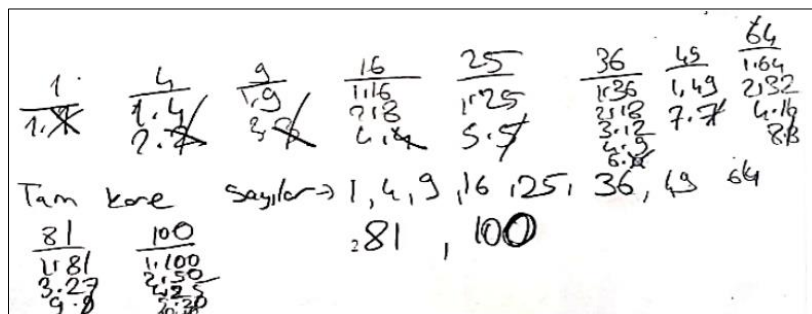 1 4 9 16 25 36 49 64
1.1 1.4 1.9 1.16 1.25 1.36 1.49 1.64
2.2 3.3 2.8 5.5 2.18 7.7 2.32
4.4 3.12 4.16
4.9 8.8
6.6
Tam kare sayılar → 1, 4, 9, 16, 25, 36, 49 64
81 100 81, 100
1.81 1.100
3.27 2.50
9.9 4.25